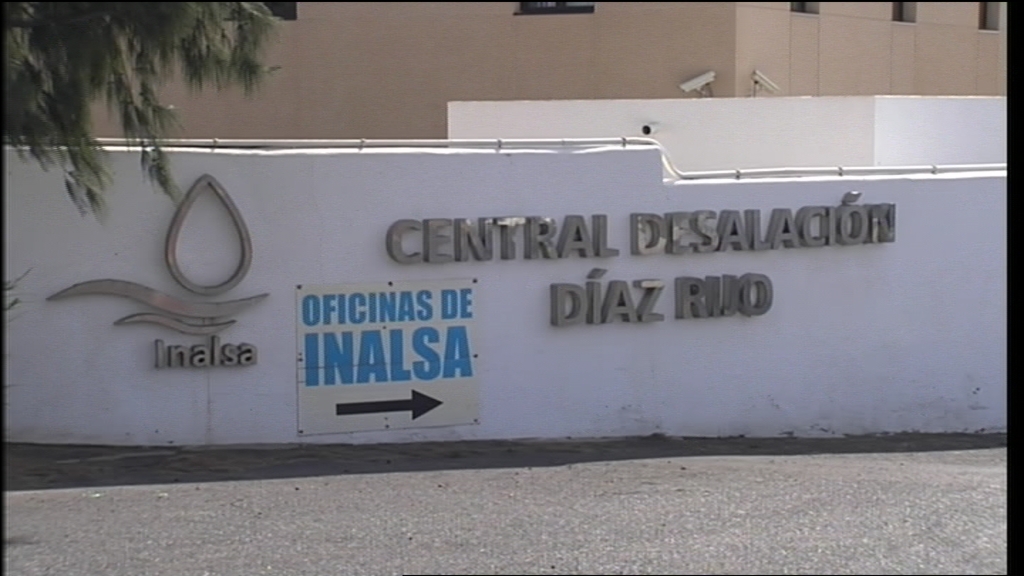 CENTRAL DESALACIÓN
DÍAZ RIJO
Inalsa
OFICINAS DE
INALSA